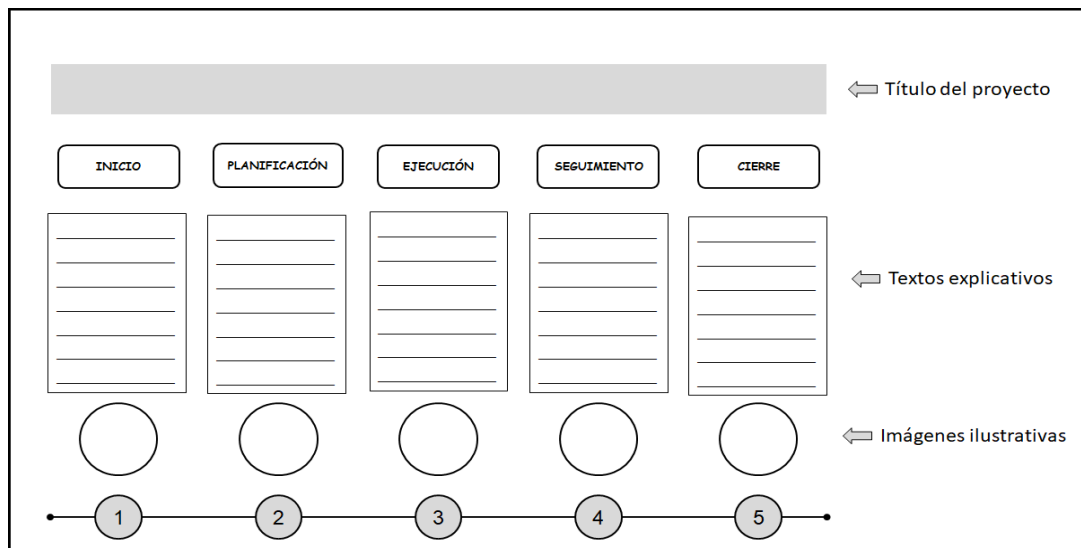 Título del proyecto
INICIO
PLANIFICACIÓN
EJECUCIÓN
SEGUIMIENTO
CIERRE
Textos explicativos
Imágenes ilustrativas
1
2
3
4
5